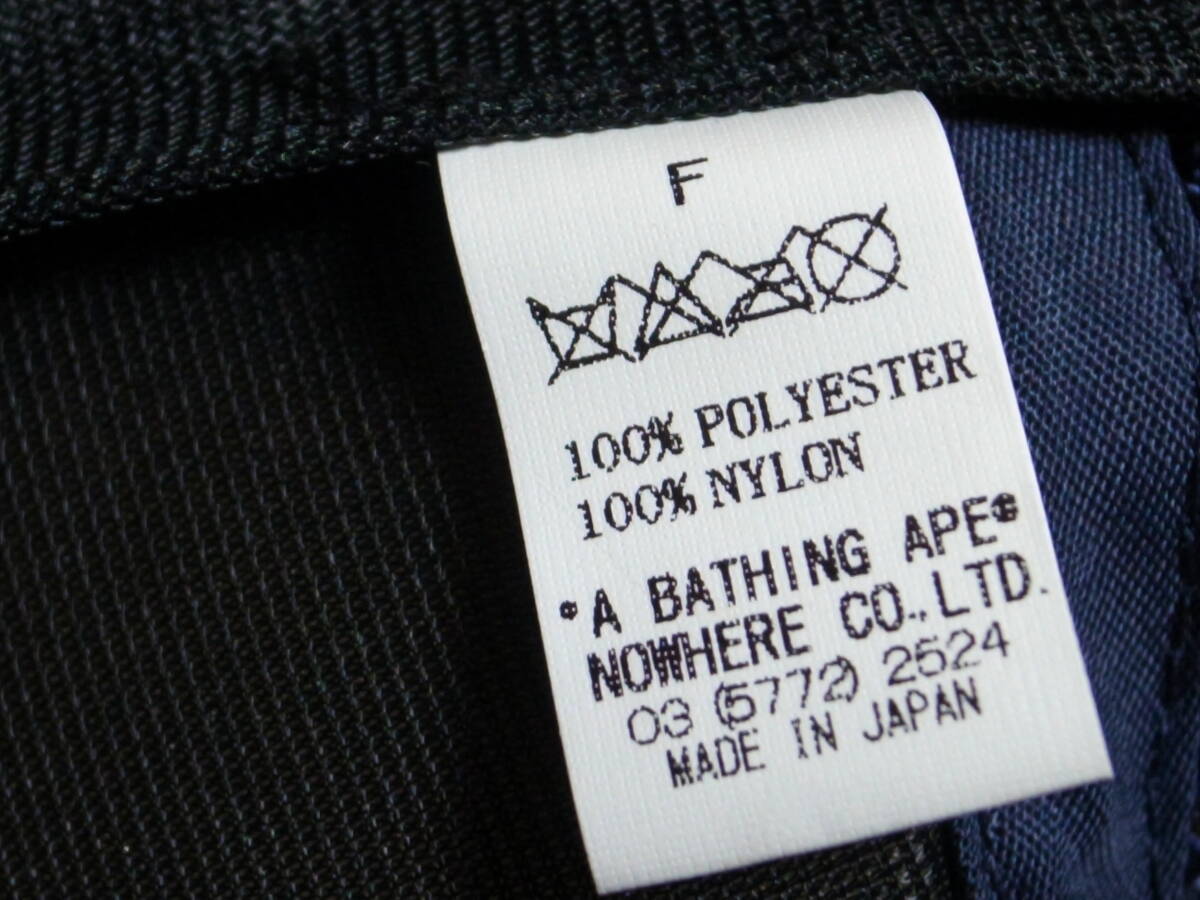 F
100% POLYESTER
100% NYLON
©A BATHING APE®
NOWHERE CO.,LTD.
03 (5772) 2524
MADE IN JAPAN